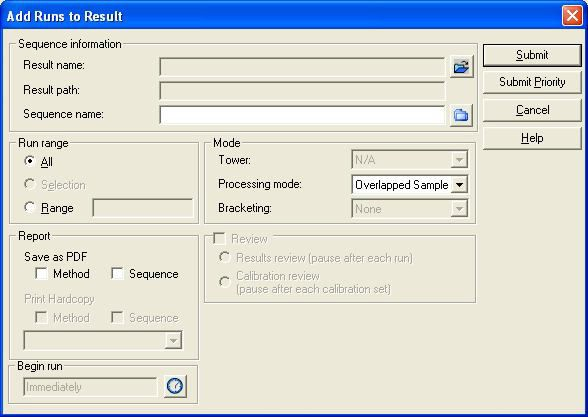 Add Runs to Result
Sequence information
Result name:
Result path:
Sequence name:
Submit
Submit Priority
Cancel
Help
Run range
All
Selection
Range
Mode
Tower: N/A
Processing mode: Overlapped Sample
Bracketing: None
Report
Save as PDF
Method Sequence
Print Hardcopy
Method Sequence
Review
Results review (pause after each run)
Calibration review
(pause after each calibration set)
Begin run
Immediately